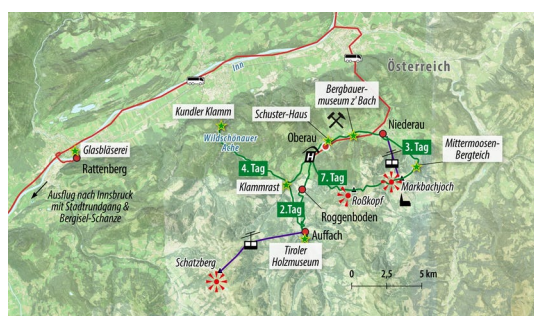 Inn
Österreich
Bergbauer-
museum z' Bach
Kundler Klamm
Schuster-Haus
Wildschönauer
Ache
Oberau
Niederau
3. Tag
Mittermoosen-
Bergteich
Glasbläserei
Rattenberg
4. Tag
H
7. Tag
Klammrast
Markbachjoch
Ausflug nach Innsbruck
mit Stadtrundgang &
Bergisel-Schanze
Roßkopf
2. Tag
Roggenboden
Auffach
Tiroler
Holzmuseum
Schatzberg
0 2,5 5 km